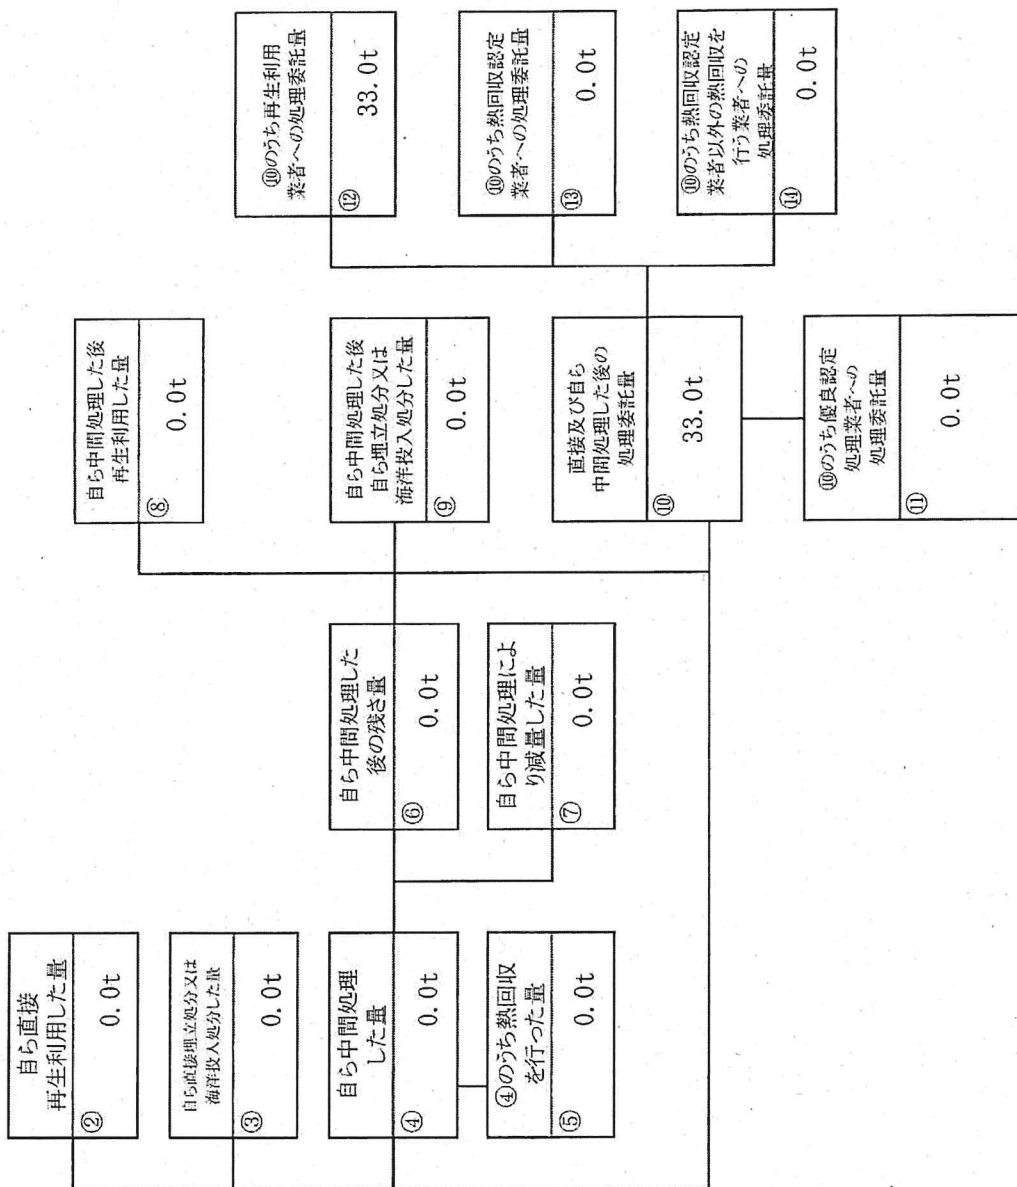 自ら直接
再生利用した量
②
0.0t
自ら直接埋立処分又は
海洋投入処分した量
③
0.0t
自ら中間処理
した量
④
0.0t
④のうち熱回収
を行った量
⑤
0.0t
自ら中間処理した
後の残さ量
⑥
0.0t
自ら中間処理によ
り減量した量
⑦
0.0t
自ら中間処理した後
再生利用した量
⑧
0.0t
自ら中間処理した後
自ら埋立処分又は
海洋投入処分した量
⑨
0.0t
直接及び自ら
中間処理した後の
処理委託量
⑩
33.0t
⑩のうち優良認定
処理業者への
処理委託量
⑪
0.0t
⑩のうち再生利用
業者への処理委託量
⑫
33.0t
⑩のうち熱回収認定
業者への処理委託量
⑬
0.0t
⑩のうち熱回収認定
業者以外の熱回収を
行う業者への
処理委託量
⑭
0.0t